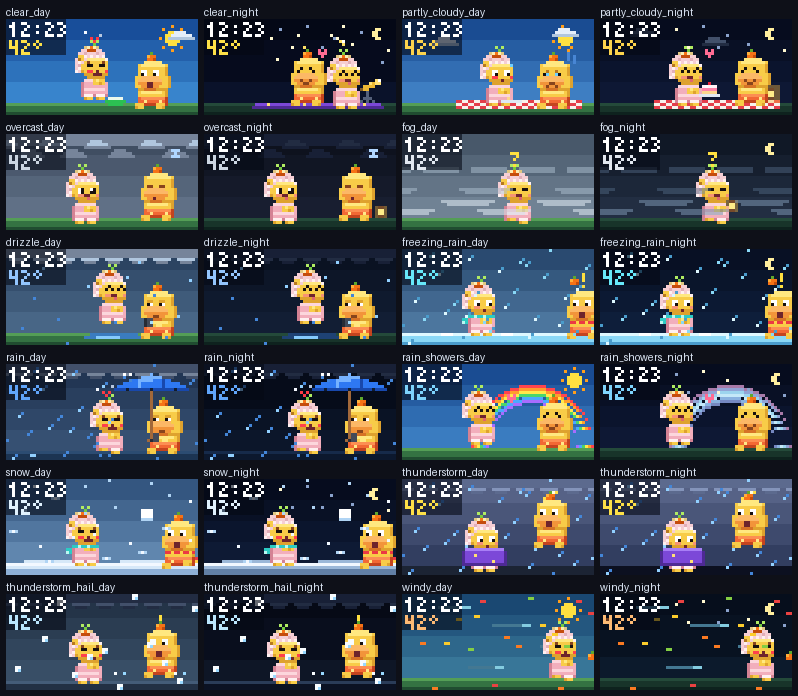 clear_day
12:23
42°
clear_night
12:23
42°
partly_cloudy_day
12:23
42°
partly_cloudy_night
12:23
42°
overcast_day
12:23
42°
overcast_night
12:23
42°
fog_day
12:23
42°
?
fog_night
12:23
42°
?
drizzle_day
12:23
42°
drizzle_night
12:23
42°
freezing_rain_day
12:23
42°
!
freezing_rain_night
12:23
42°
!
rain_day
12:23
42°
rain_night
12:23
42°
rain_showers_day
12:23
42°
rain_showers_night
12:23
42°
snow_day
12:23
42°
snow_night
12:23
42°
thunderstorm_day
12:23
42°
thunderstorm_night
12:23
42°
thunderstorm_hail_day
12:23
42°
thunderstorm_hail_night
12:23
42°
windy_day
12:23
42°
windy_night
12:23
42°